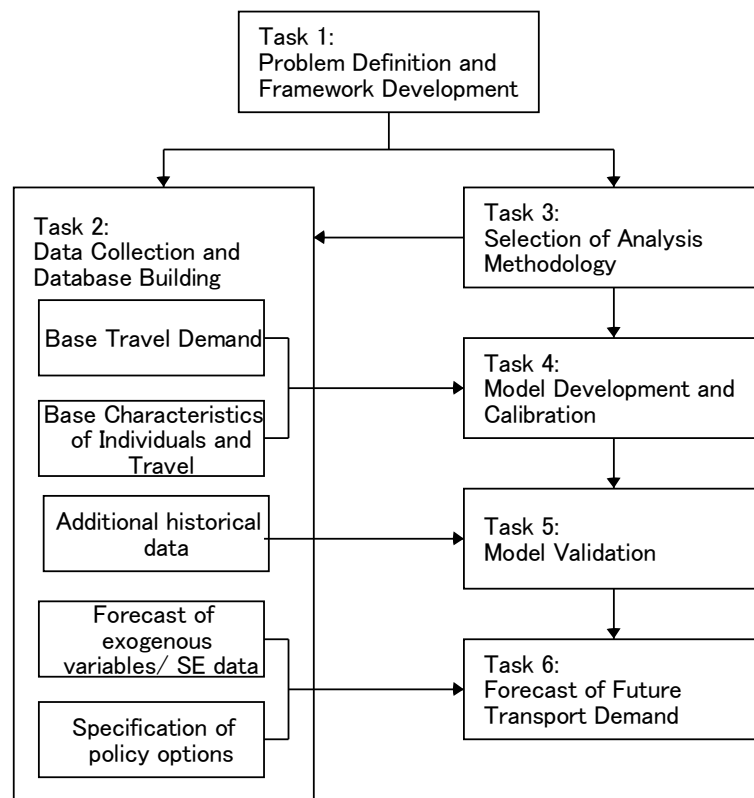 Task 1:
Problem Definition and
Framework Development
Task 2:
Data Collection and
Database Building
Base Travel Demand
Base Characteristics
of Individuals and
Travel
Additional historical
data
Forecast of
exogenous
variables/ SE data
Specification of
policy options
Task 3:
Selection of Analysis
Methodology
Task 4:
Model Development and
Calibration
Task 5:
Model Validation
Task 6:
Forecast of Future
Transport Demand